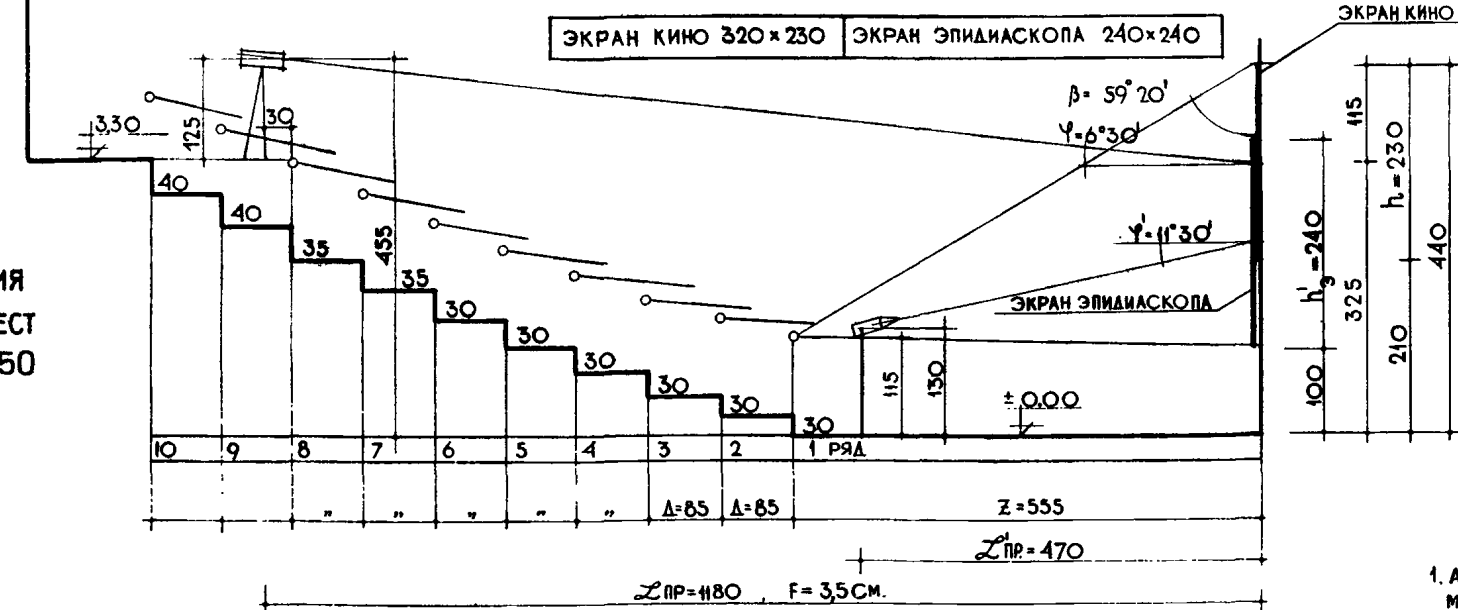 ЭКРАН КИНО
ЭКРАН КИНО 320×230 ЭКРАН ЭПИДИАСКОПА 240×240
β= 59°20'
φ=6°30'
115
h=230
3,30
125
30
455
440
φ'=11°30'
h'э=240
325
ЭКРАН ЭПИДИАСКОПА
210
100
115
130
±0,00
40
40
35
35
30
30
30
30
30
30
ИЯ
ЕСТ
50
10 9 8 7 6 5 4 3 2 1 РЯД
„ „ „ „ „ Δ=85 Δ=85 Z=555
L'ПР.=470
LПР=1180, F= 3,5СМ.
1. А
М